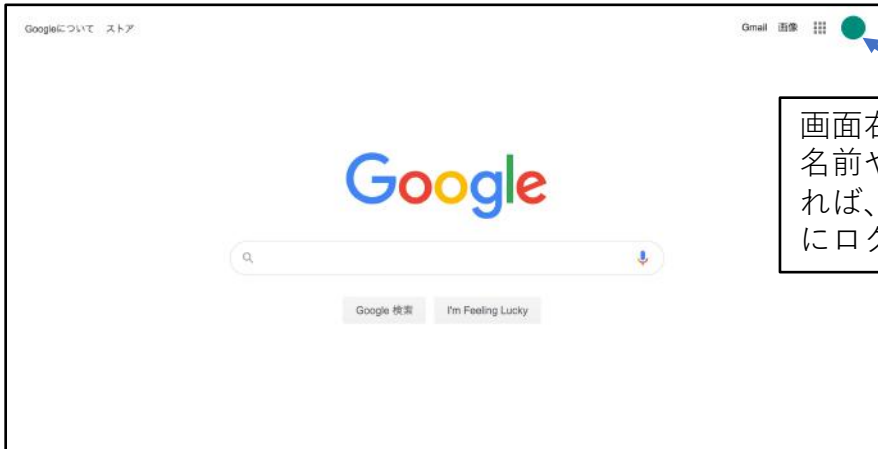 Googleについて ストア
Gmail 画像
Google
Google 検索 I'm Feeling Lucky
画面右
名前や
れば、
にログ